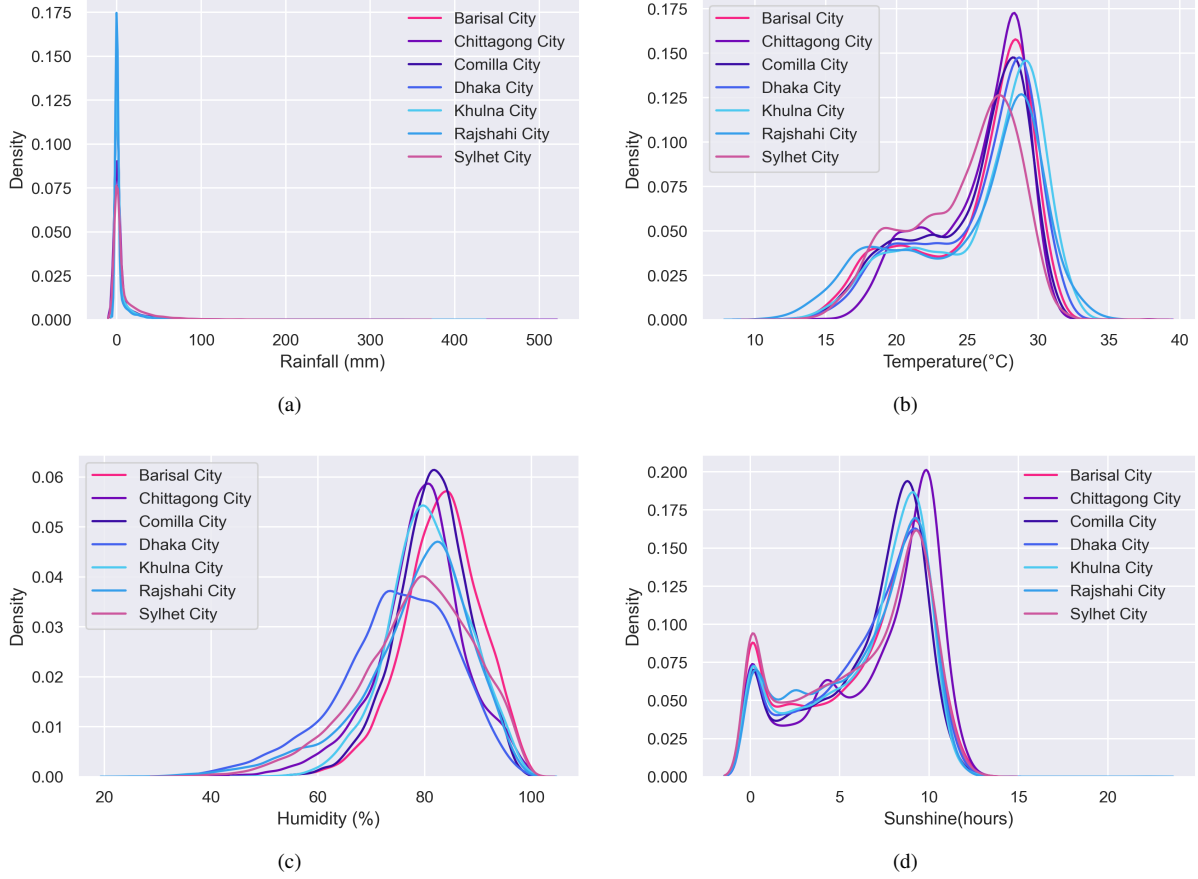 0.175
0.150
0.125
0.100
0.075
0.050
0.025
0.000
Density
0 100 200 300 400 500
Rainfall (mm)
Barisal City
Chittagong City
Comilla City
Dhaka City
Khulna City
Rajshahi City
Sylhet City
(a)
0.175
0.150
0.125
0.100
0.075
0.050
0.025
0.000
Density
10 15 20 25 30 35 40
Temperature(°C)
Barisal City
Chittagong City
Comilla City
Dhaka City
Khulna City
Rajshahi City
Sylhet City
(b)
0.06
0.05
0.04
0.03
0.02
0.01
0.00
Density
20 40 60 80 100
Humidity (%)
Barisal City
Chittagong City
Comilla City
Dhaka City
Khulna City
Rajshahi City
Sylhet City
(c)
0.200
0.175
0.150
0.125
0.100
0.075
0.050
0.025
0.000
Density
0 5 10 15 20
Sunshine(hours)
Barisal City
Chittagong City
Comilla City
Dhaka City
Khulna City
Rajshahi City
Sylhet City
(d)